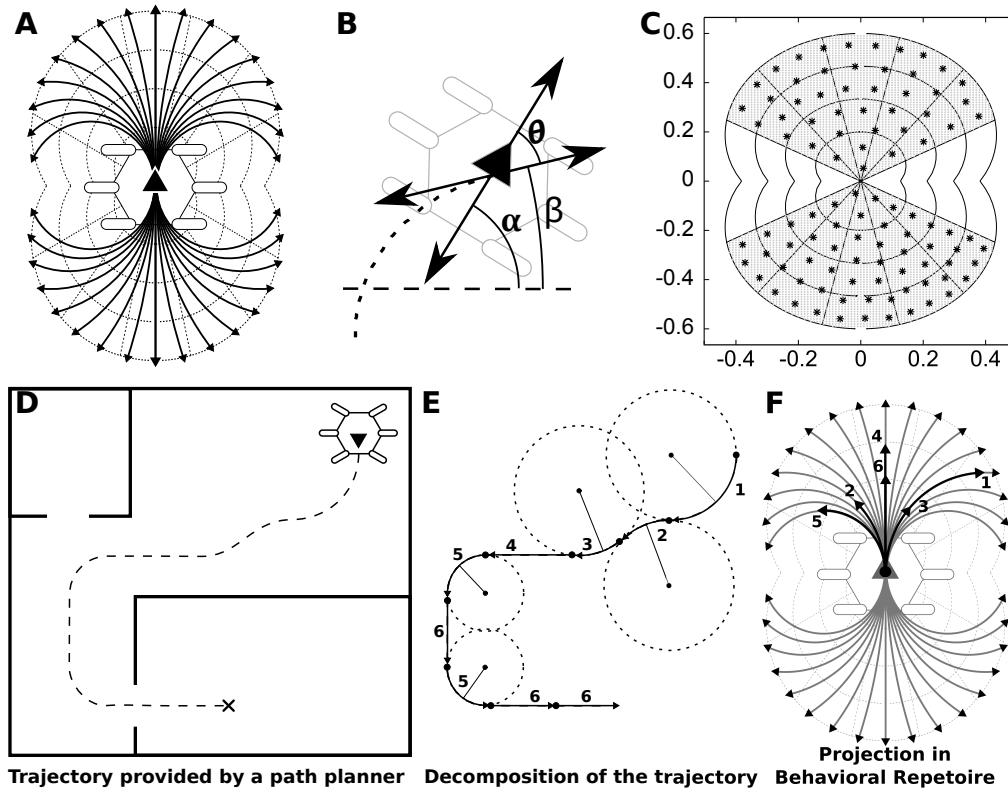 A
B
θ
α
β
C
0.6
0.4
0.2
0
-0.2
-0.4
-0.6
-0.4
-0.2
0
0.2
0.4
D
Trajectory provided by a path planner
E
1
2
3
4
5
6
5
6
6
Decomposition of the trajectory
F
4
6
1
2
3
5
Projection in
Behavioral Repetoire